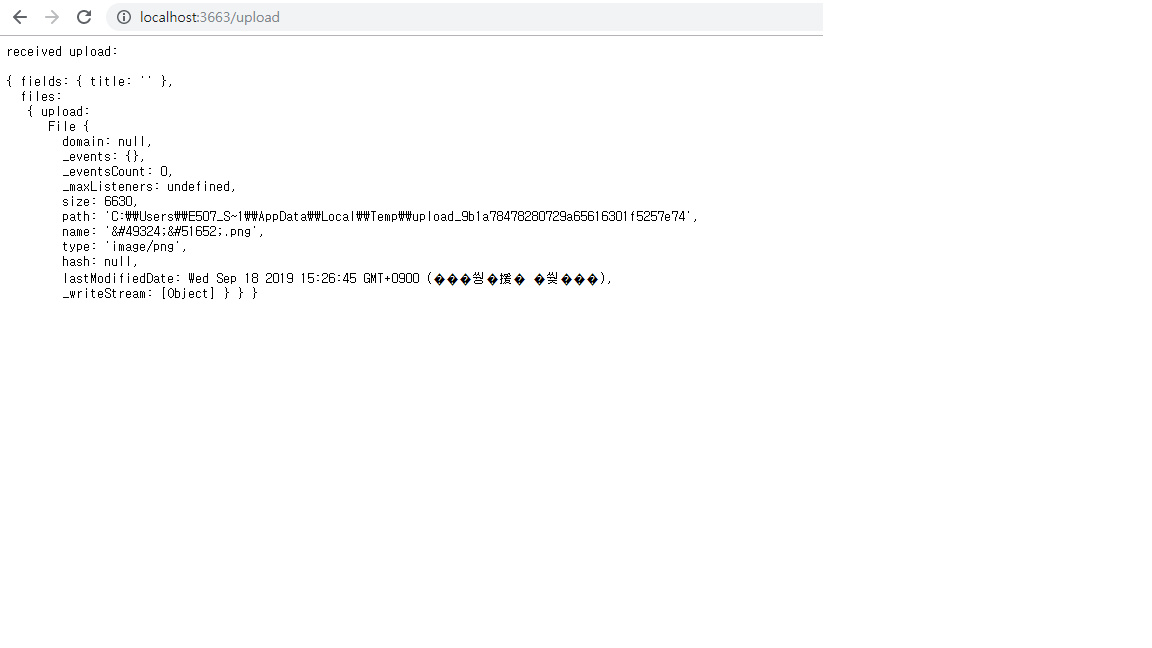 localhost:3663/upload
received upload:
{ fields: { title: '' },
files:
{ upload:
File {
domain: null,
_events: {},
_eventsCount: 0,
_maxListeners: undefined,
size: 6630,
path: 'C:₩₩Users₩₩E507_S~1₩₩AppData₩₩Local₩₩Temp₩₩upload_9b1a78478280729a65616301f5257e74',
name: '&#49324;&#51652;.png',
type: 'image/png',
hash: null,
lastModifiedDate: Wed Sep 18 2019 15:26:45 GMT+0900 (���씽�援� �쒖���),
_writeStream: [Object] } } }